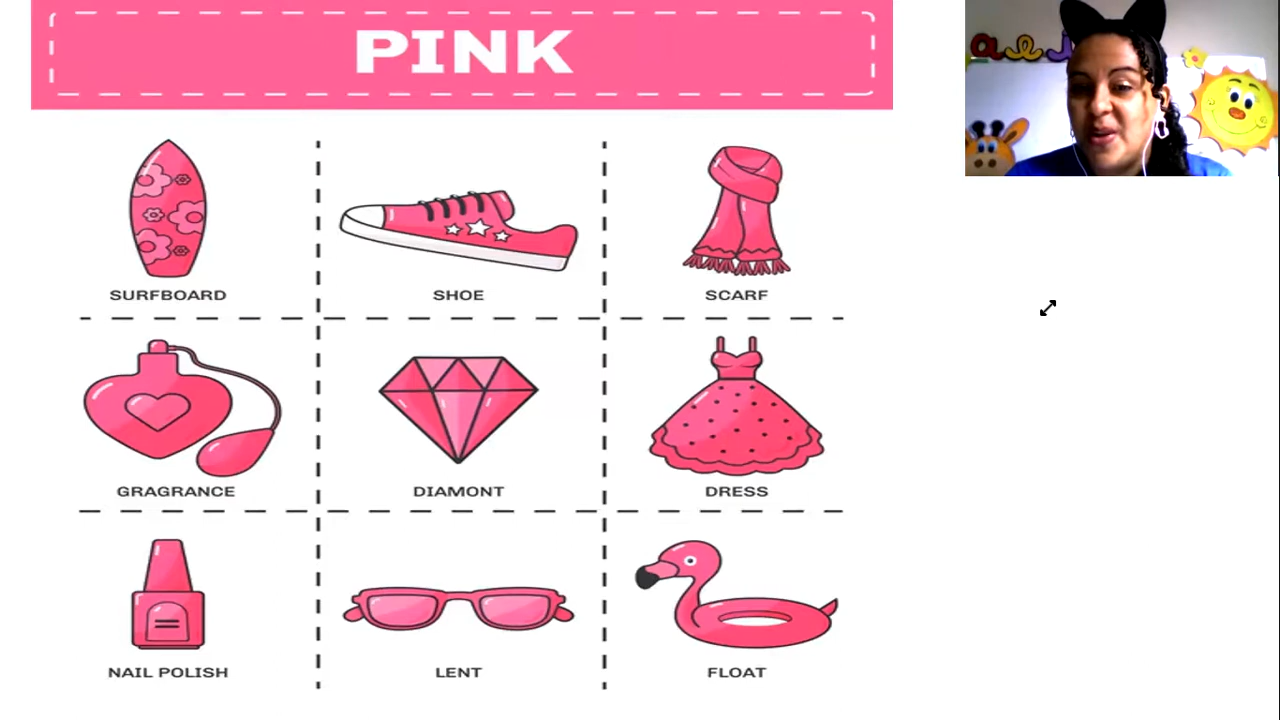 PINK
SURFBOARD
SHOE
SCARF
GRAGRANCE
DIAMONT
DRESS
NAIL POLISH
LENT
FLOAT